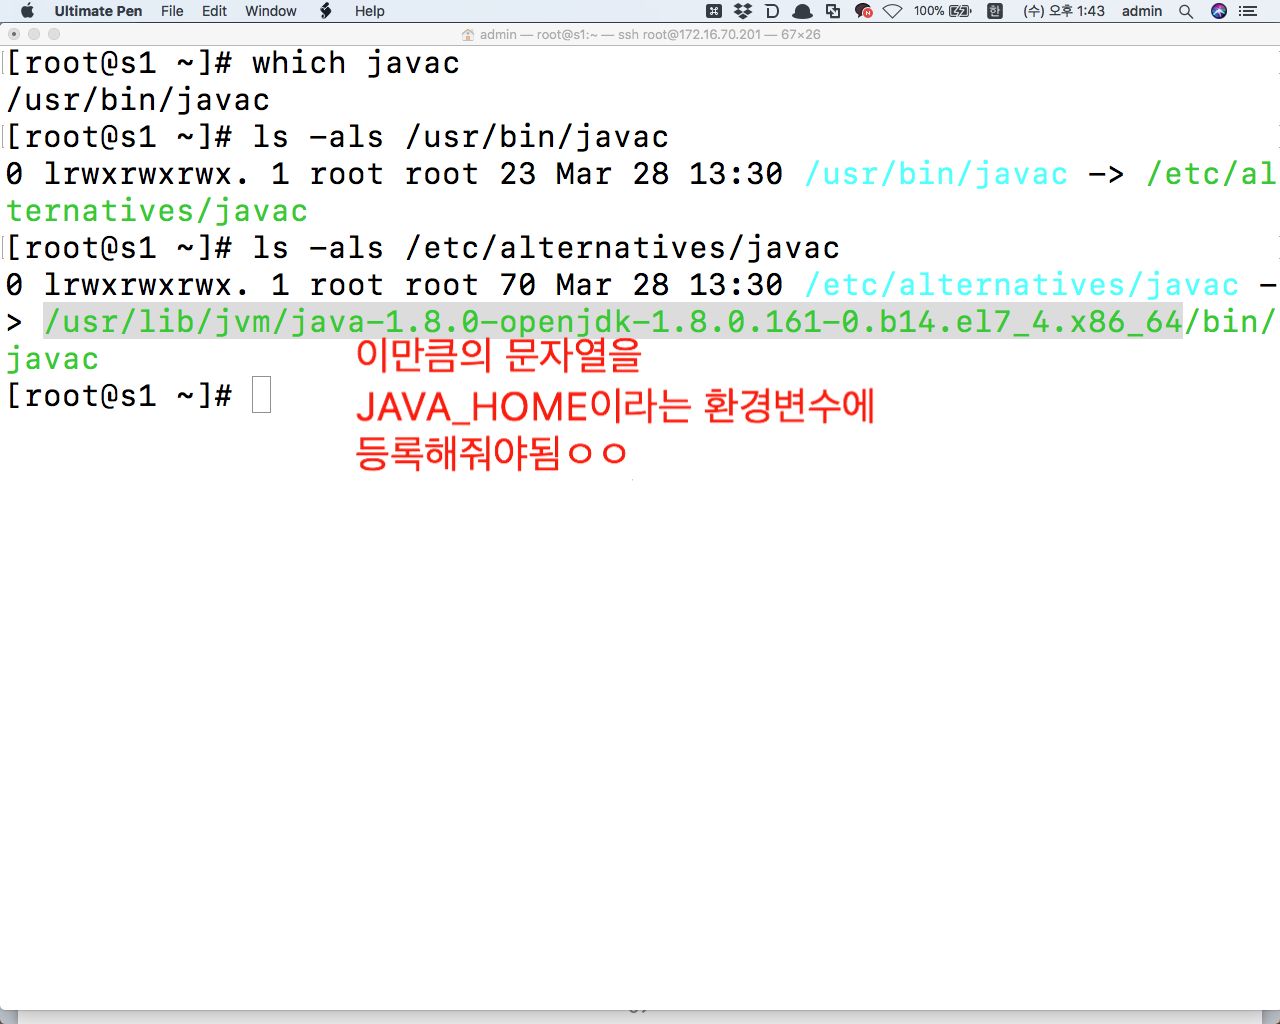 Ultimate Pen File Edit Window Help 100% 한 (수) 오후 1:43 admin
admin — root@s1:~ — ssh root@172.16.70.201 — 67×26
[root@s1 ~]# which javac
/usr/bin/javac
[root@s1 ~]# ls -als /usr/bin/javac
0 lrwxrwxrwx. 1 root root 23 Mar 28 13:30 /usr/bin/javac -> /etc/al
ternatives/javac
[root@s1 ~]# ls -als /etc/alternatives/javac
0 lrwxrwxrwx. 1 root root 70 Mar 28 13:30 /etc/alternatives/javac -
> /usr/lib/jvm/java-1.8.0-openjdk-1.8.0.161-0.b14.el7_4.x86_64/bin/
javac
[root@s1 ~]#
이만큼의 문자열을
JAVA_HOME이라는 환경변수에
등록해줘야됨ㅇㅇ